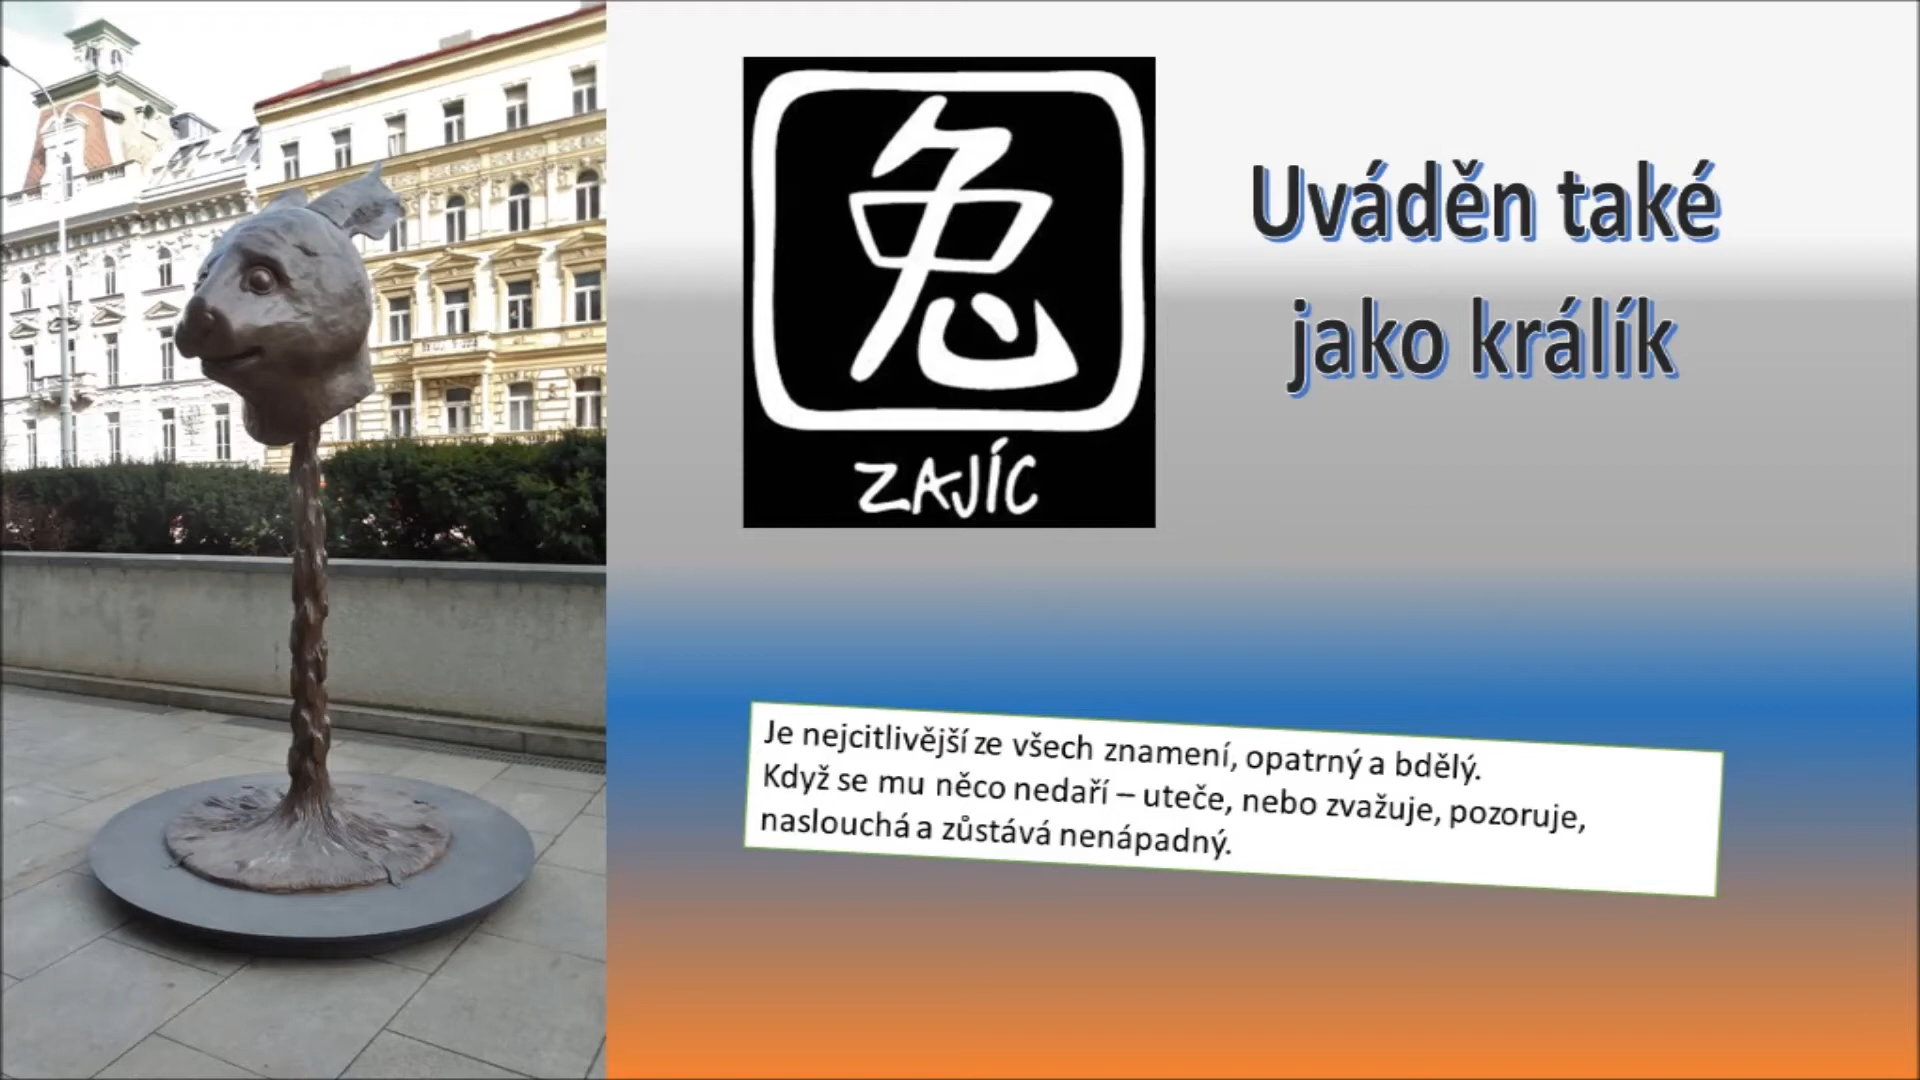 兔
ZAJÍC
Uváděn také
jako králík
Je nejcitlivější ze všech znamení, opatrný a bdělý.
Když se mu něco nedaří – uteče, nebo zvažuje, pozoruje,
naslouchá a zůstává nenápadný.